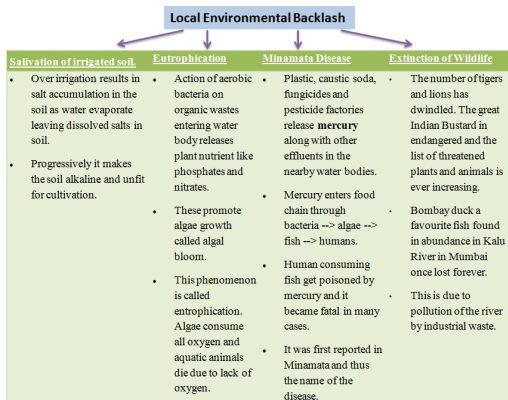 Local Environmental Backlash
Salivation of irrigated soil.
• Over irrigation results in
salt accumulation in the
soil as water evaporate
leaving dissolved salts in
soil.
• Progressively it makes
the soil alkaline and unfit
for cultivation.
Eutrophication
• Action of aerobic
bacteria on
organic wastes
entering water
body releases
plant nutrient like
phosphates and
nitrates.
• These promote
algae growth
called algal
bloom.
• This phenomenon
is called
entrophication.
Algae consume
all oxygen and
aquatic animals
die due to lack of
oxygen.
Minamata Disease
• Plastic, caustic soda,
fungicides and
pesticide factories
release mercury
along with other
effluents in the
nearby water bodies.
• Mercury enters food
chain through
bacteria --> algae -->
fish --> humans.
• Human consuming
fish get poisoned by
mercury and it
became fatal in many
cases.
• It was first reported in
Minamata and thus
the name of the
disease.
Extinction of Wildlife
• The number of tigers
and lions has
dwindled. The great
Indian Bustard in
endangered and the
list of threatened
plants and animals is
ever increasing.
• Bombay duck a
favourite fish found
in abundance in Kalu
River in Mumbai
once lost forever.
• This is due to
pollution of the river
by industrial waste.